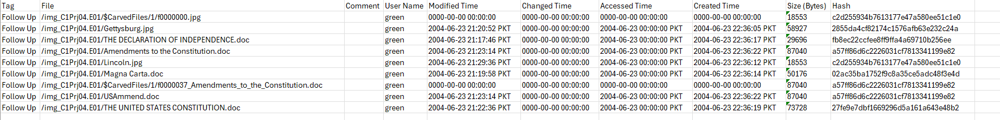 Tag File Comment User Name Modified Time Changed Time Accessed Time Created Time Size (Bytes) Hash
Follow Up /img_C1Prj04.E01/$CarvedFiles/1/f0000000.jpg green 0000-00-00 00:00:00 0000-00-00 00:00:00 0000-00-00 00:00:00 0000-00-00 00:00:00 18553 c2d255934b7613177e47a580ee51c1e0
Follow Up /img_C1Prj04.E01/Gettysburg.jpg green 2004-06-23 21:20:52 PKT 0000-00-00 00:00:00 2004-06-23 00:00:00 PKT 2004-06-23 22:36:05 PKT 58927 2855da4cf82174c1576afb63e232c24a
Follow Up /img_C1Prj04.E01/THE DECLARATION OF INDEPENDENCE.doc green 2004-06-23 21:17:46 PKT 0000-00-00 00:00:00 2004-06-23 00:00:00 PKT 2004-06-23 22:36:17 PKT 29696 fb8ec22ccfee8ff9ffa4a69710b256ee
Follow Up /img_C1Prj04.E01/Amendments to the Constitution.doc green 2004-06-23 21:23:14 PKT 0000-00-00 00:00:00 2004-06-23 00:00:00 PKT 2004-06-23 22:36:22 PKT 87040 a57ff86d6c2226031cf7813341199e82
Follow Up /img_C1Prj04.E01/Lincoln.jpg green 2004-06-23 21:29:36 PKT 0000-00-00 00:00:00 2004-06-23 00:00:00 PKT 2004-06-23 22:36:12 PKT 18553 c2d255934b7613177e47a580ee51c1e0
Follow Up /img_C1Prj04.E01/Magna Carta.doc green 2004-06-23 21:19:58 PKT 0000-00-00 00:00:00 2004-06-23 00:00:00 PKT 2004-06-23 22:36:14 PKT 50176 02ac35ba1752f9c8a35ce5adc48f3e4d
Follow Up /img_C1Prj04.E01/$CarvedFiles/1/f0000037_Amendments_to_the_Constitution.doc green 0000-00-00 00:00:00 0000-00-00 00:00:00 0000-00-00 00:00:00 0000-00-00 00:00:00 87040 a57ff86d6c2226031cf7813341199e82
Follow Up /img_C1Prj04.E01/USAmmend.doc green 2004-06-23 21:23:14 PKT 0000-00-00 00:00:00 2004-06-23 00:00:00 PKT 2004-06-23 22:36:22 PKT 87040 a57ff86d6c2226031cf7813341199e82
Follow Up /img_C1Prj04.E01/THE UNITED STATES CONSTITUTION.doc green 2004-06-23 21:22:36 PKT 0000-00-00 00:00:00 2004-06-23 00:00:00 PKT 2004-06-23 22:36:19 PKT 73728 27fe9e7dbf1669296d5a161a643e48b2